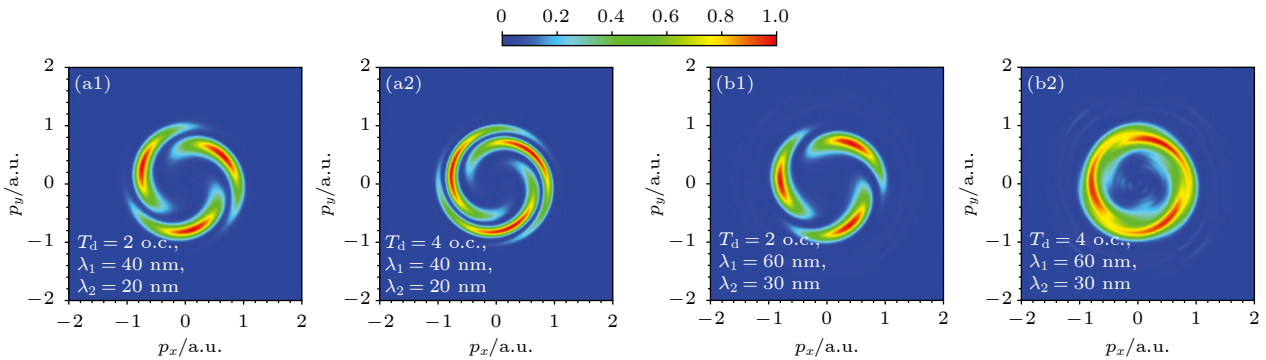 0 0.2 0.4 0.6 0.8 1.0
(a1)
T_d = 2 o.c.,
λ_1 = 40 nm,
λ_2 = 20 nm
2
1
0
−1
−2
p_y/a.u.
−2 −1 0 1 2
p_x/a.u.
(a2)
T_d = 4 o.c.,
λ_1 = 40 nm,
λ_2 = 20 nm
2
1
0
−1
−2
p_y/a.u.
−2 −1 0 1 2
p_x/a.u.
(b1)
T_d = 2 o.c.,
λ_1 = 60 nm,
λ_2 = 30 nm
2
1
0
−1
−2
p_y/a.u.
−2 −1 0 1 2
p_x/a.u.
(b2)
T_d = 4 o.c.,
λ_1 = 60 nm,
λ_2 = 30 nm
2
1
0
−1
−2
p_y/a.u.
−2 −1 0 1 2
p_x/a.u.